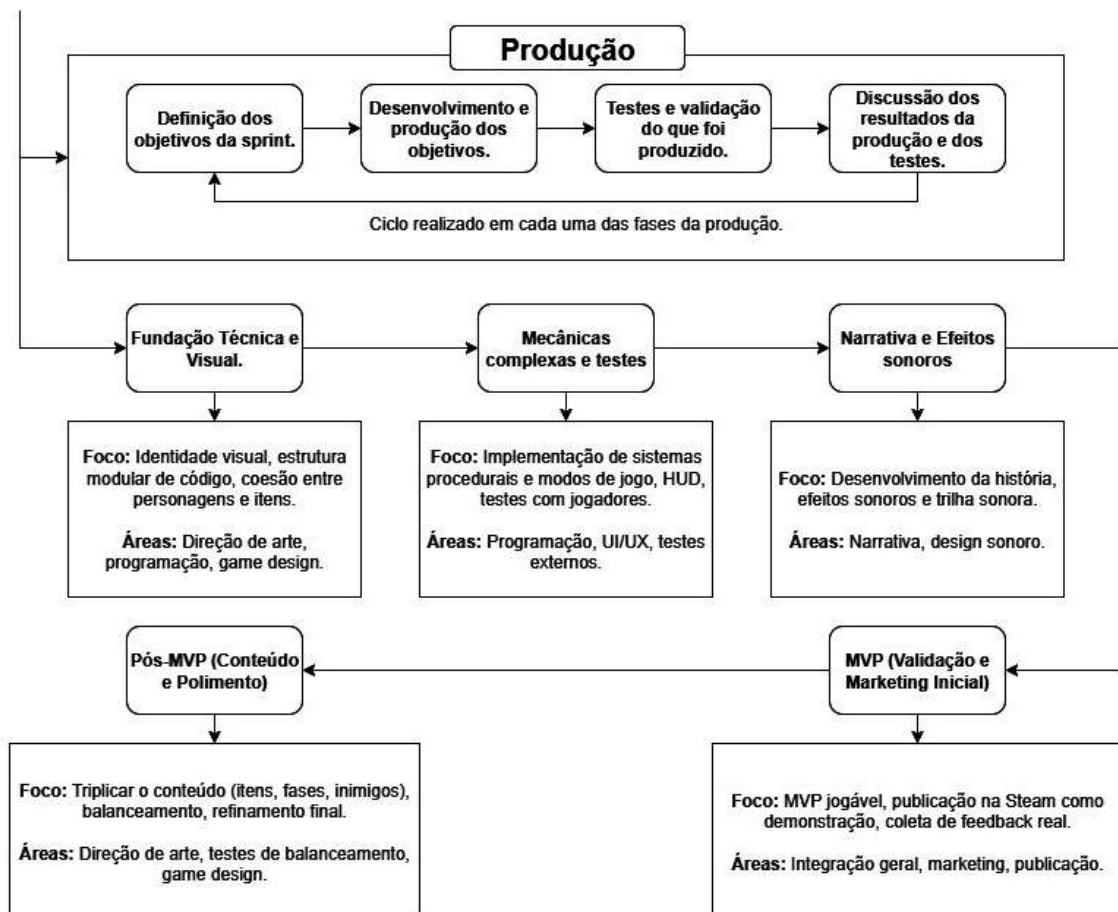 Produção
Definição dos
objetivos da sprint.
Desenvolvimento e
produção dos
objetivos.
Testes e validação
do que foi
produzido.
Discussão dos
resultados da
produção e dos
testes.
Ciclo realizado em cada uma das fases da produção.
Fundação Técnica e
Visual.
Mecânicas
complexas e testes
Narrativa e Efeitos
sonoros
Foco: Identidade visual, estrutura
modular de código, coesão entre
personagens e itens.
Áreas: Direção de arte,
programação, game design.
Foco: Implementação de sistemas
procedurais e modos de jogo, HUD,
testes com jogadores.
Áreas: Programação, UI/UX, testes
externos.
Foco: Desenvolvimento da história,
efeitos sonoros e trilha sonora.
Áreas: Narrativa, design sonoro.
Pós-MVP (Conteúdo
e Polimento)
MVP (Validação e
Marketing Inicial)
Foco: Triplicar o conteúdo (itens, fases, inimigos),
balanceamento, refinamento final.
Áreas: Direção de arte, testes de balanceamento,
game design.
Foco: MVP jogável, publicação na Steam como
demonstração, coleta de feedback real.
Áreas: Integração geral, marketing, publicação.